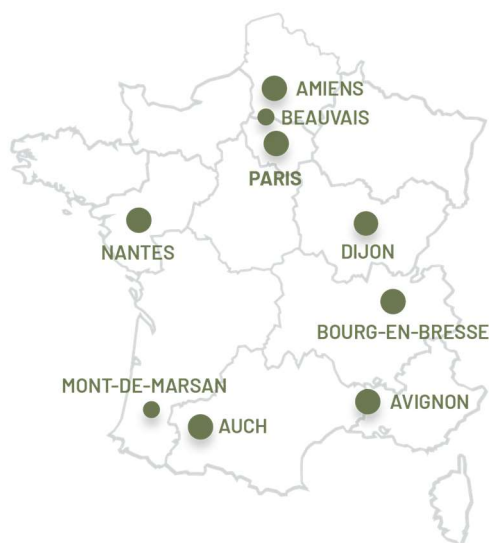 AMIENS
BEAUVAIS
PARIS
NANTES
DIJON
BOURG-EN-BRESSE
MONT-DE-MARSAN
AVIGNON
AUCH